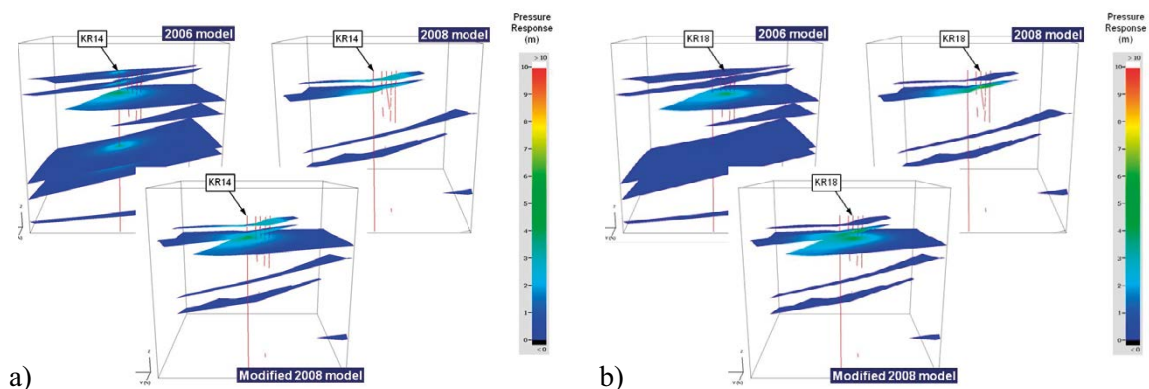 KR14
2006 model
KR14
2008 model
Pressure
Response
(m)
≥ 10
10
9
8
7
6
5
4
3
2
1
0
< 0
KR14
Modified 2008 model
a)
KR18
2006 model
KR18
2008 model
Pressure
Response
(m)
≥ 10
10
9
8
7
6
5
4
3
2
1
0
< 0
KR18
Modified 2008 model
b)